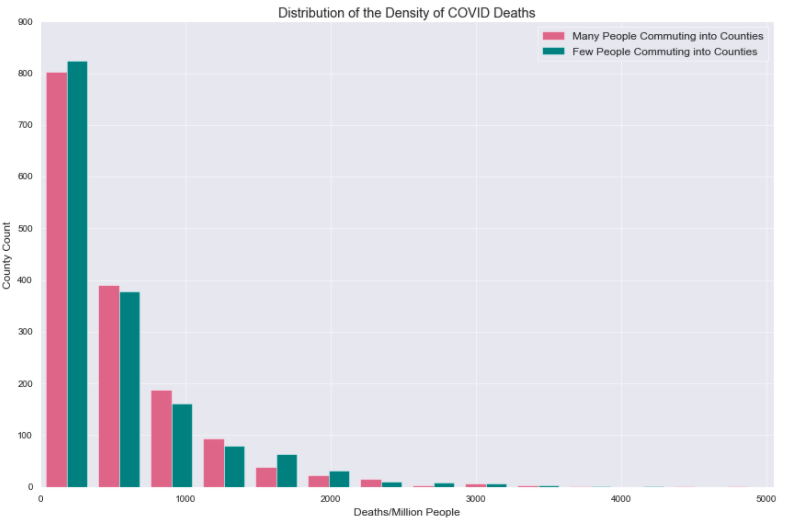 Distribution of the Density of COVID Deaths
Many People Commuting into Counties
Few People Commuting into Counties
900
800
700
600
500
400
300
200
100
0
County Count
0 1000 2000 3000 4000 5000
Deaths/Million People